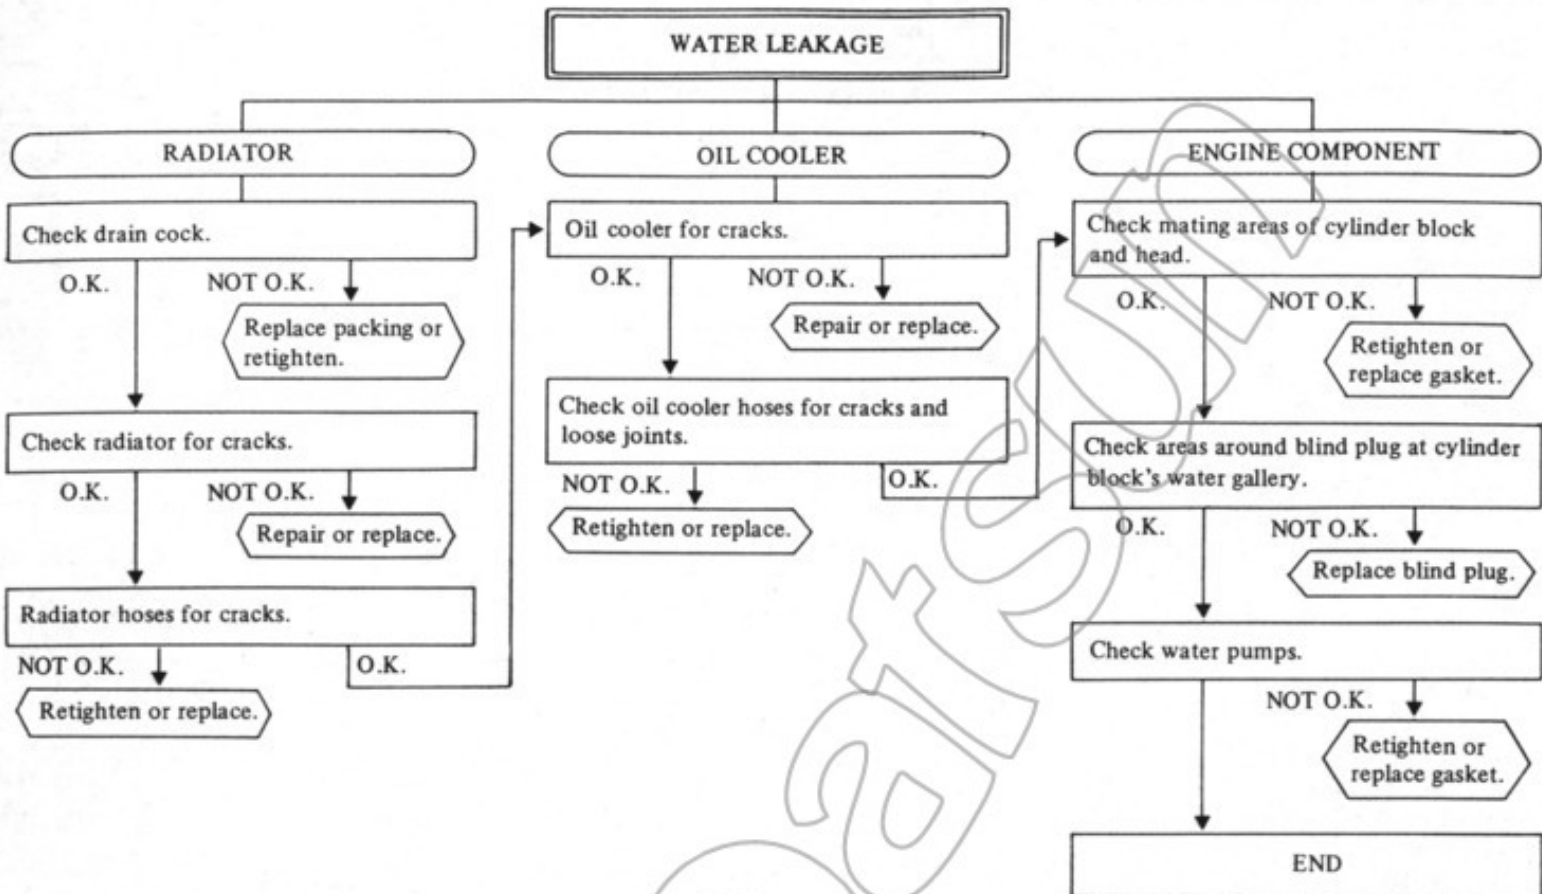 WATER LEAKAGE
RADIATOR
Check drain cock.
O.K.
NOT O.K.
Replace packing or
retighten.
Check radiator for cracks.
O.K.
NOT O.K.
Repair or replace.
Radiator hoses for cracks.
NOT O.K.
O.K.
Retighten or replace.
OIL COOLER
Oil cooler for cracks.
O.K.
NOT O.K.
Repair or replace.
Check oil cooler hoses for cracks and
loose joints.
NOT O.K.
O.K.
Retighten or replace.
ENGINE COMPONENT
Check mating areas of cylinder block
and head.
O.K.
NOT O.K.
Retighten or
replace gasket.
Check areas around blind plug at cylinder
block's water gallery.
O.K.
NOT O.K.
Replace blind plug.
Check water pumps.
NOT O.K.
Retighten or
replace gasket.
END